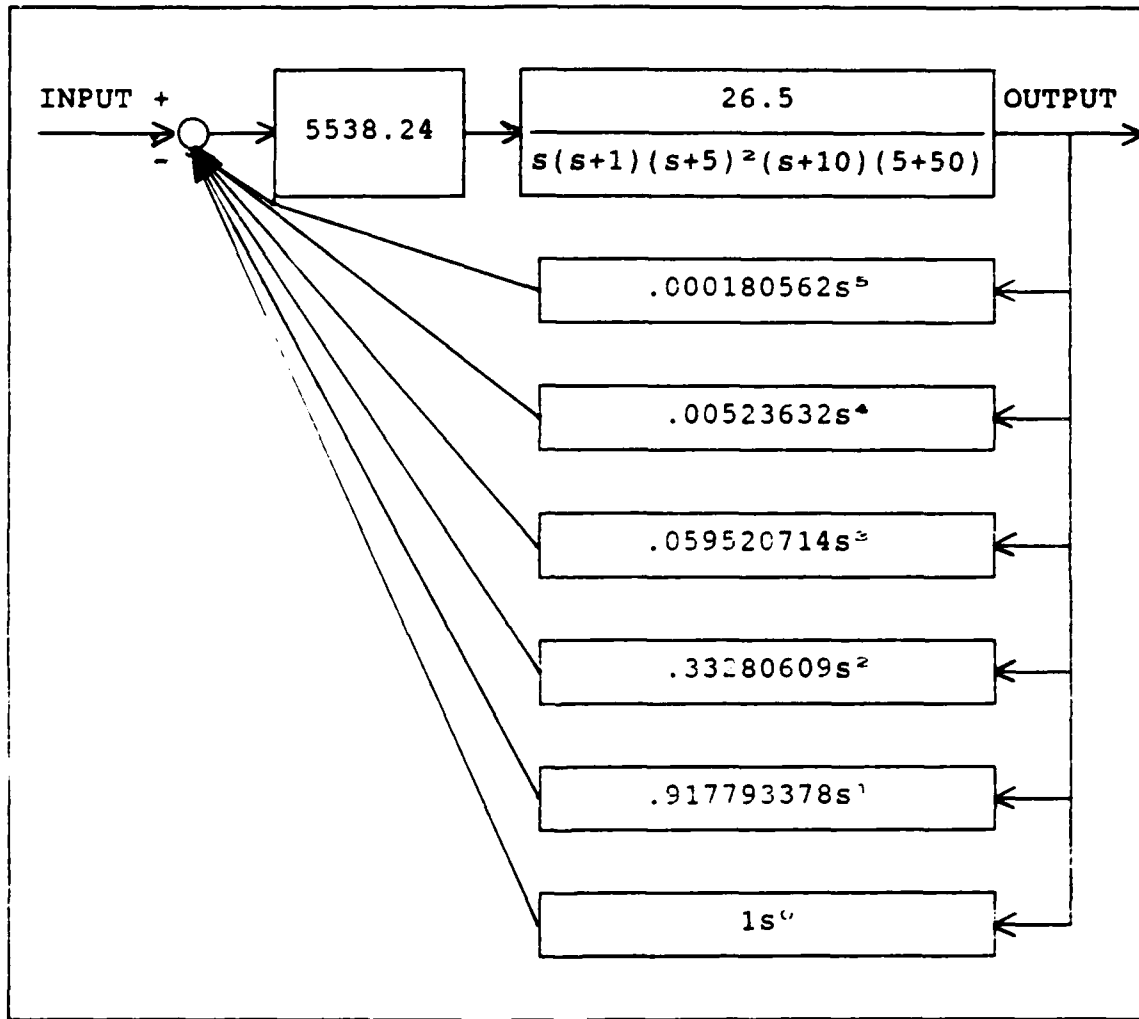 INPUT +
-
5538.24
26.5
s(s+1)(s+5)²(s+10)(5+50)
OUTPUT
.000180562s⁵
.00523632s⁴
.059520714s³
.33280609s²
.917793378s¹
1s⁰